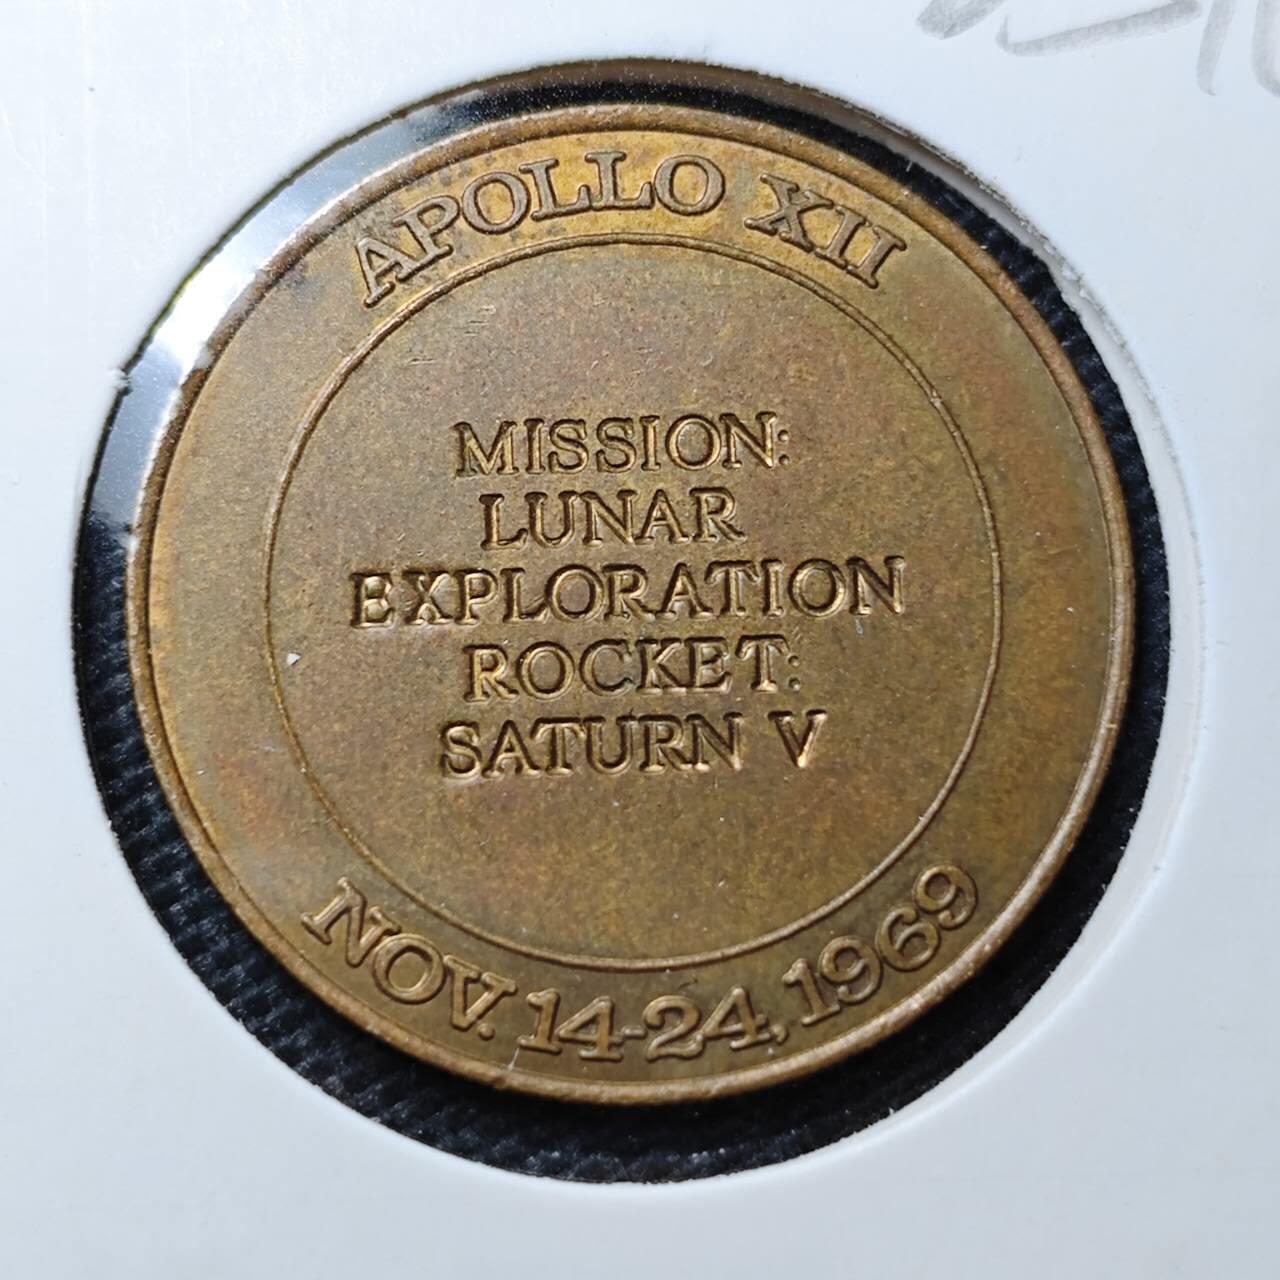 APOLLO XII
MISSION:
LUNAR
EXPLORATION
ROCKET:
SATURN V
NOV. 14-24, 1969